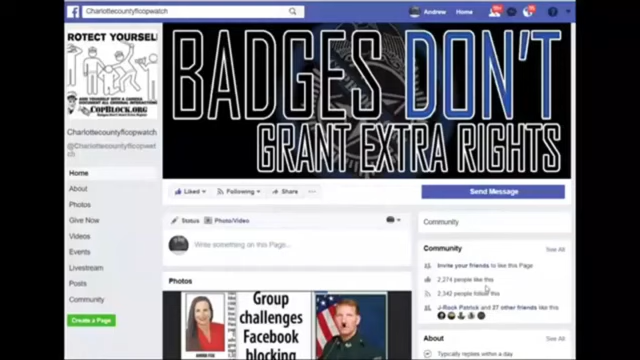 Charlottecountyflcopwatch
Andrew
Home
ROTECT YOURSELF
CopBlock.org
BADGES DON'T
GRANT EXTRA RIGHTS
Charlottecountyflcopwatch
@Charlottecountyflcopwat
ch
Home
About
Photos
Give Now
Videos
Events
Livestream
Posts
Community
Create a Page
Liked
Following
Share
...
Send Message
Status
Photo/Video
Write something on this Page...
Photos
Group
challenges
Facebook
blocking
Community
Community
See All
Invite your friends to like this Page
2,274 people like this
2,342 people follow this
J-Rock Patrick and 27 other friends like this
About
See All
Typically replies within a day